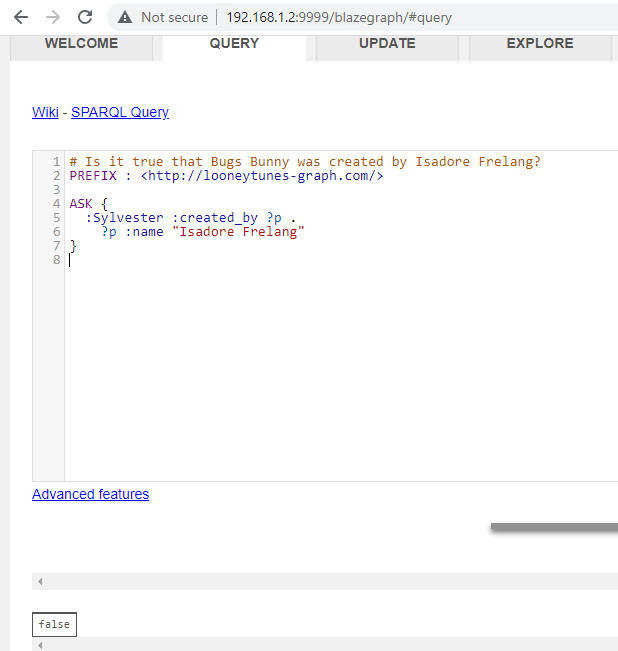 Not secure | 192.168.1.2:9999/blazegraph/#query
WELCOME QUERY UPDATE EXPLORE
Wiki - SPARQL Query
1 # Is it true that Bugs Bunny was created by Isadore Frelang?
2 PREFIX : <http://looneytunes-graph.com/>
3
4 ASK {
5 :Sylvester :created_by ?p .
6 ?p :name "Isadore Frelang"
7 }
8
Advanced features
false